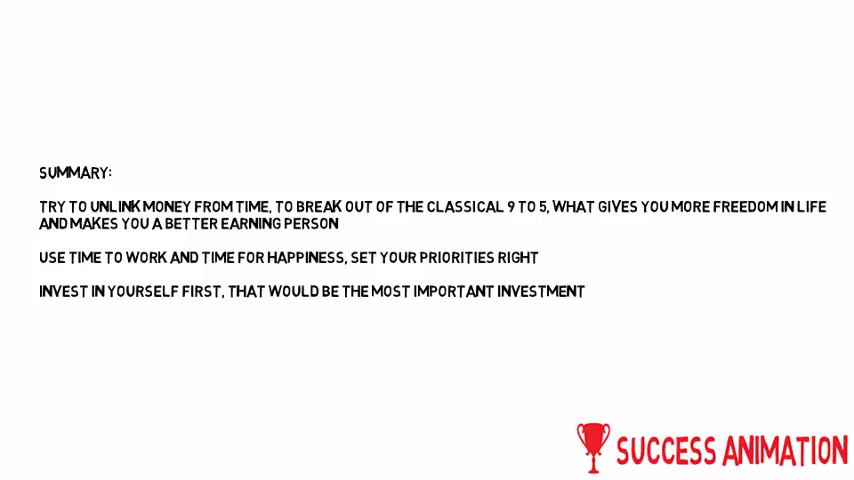 SUMMARY:
TRY TO UNLINK MONEY FROM TIME, TO BREAK OUT OF THE CLASSICAL 9 TO 5, WHAT GIVES YOU MORE FREEDOM IN LIFE
AND MAKES YOU A BETTER EARNING PERSON
USE TIME TO WORK AND TIME FOR HAPPINESS, SET YOUR PRIORITIES RIGHT
INVEST IN YOURSELF FIRST, THAT WOULD BE THE MOST IMPORTANT INVESTMENT
SUCCESS ANIMATION